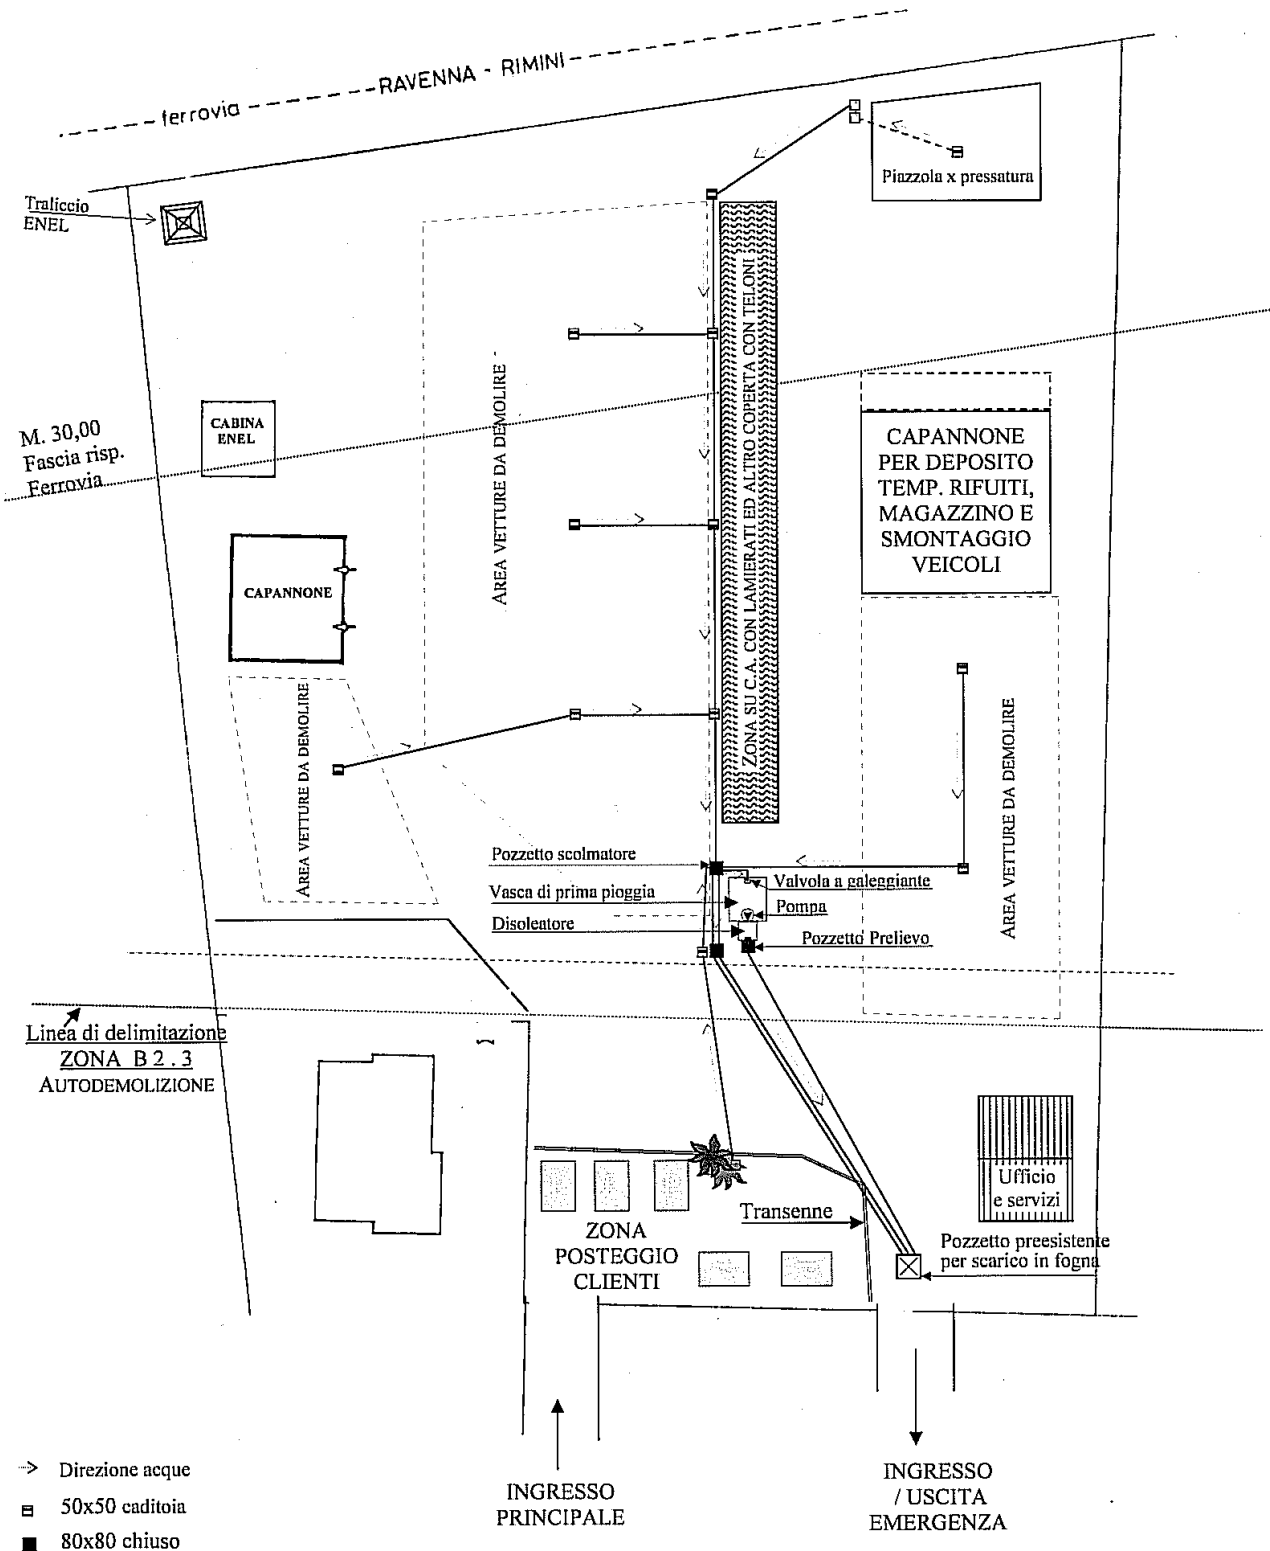 ferrovia
RAVENNA - RIMINI
Piazzola x pressatura
Traliccio
ENEL
ZONA SU C.A. CON LAMIERATI ED ALTRO COPERTA CON TELONI
AREA VETTURE DA DEMOLIRE
CABINA
ENEL
M. 30,00
Fascia risp.
Ferrovia
CAPANNONE
PER DEPOSITO
TEMP. RIFUITI,
MAGAZZINO E
SMONTAGGIO
VEICOLI
CAPANNONE
AREA VETTURE DA DEMOLIRE
AREA VETTURE DA DEMOLIRE
Pozzetto scolmatore
Vasca di prima pioggia
Disoleatore
Valvola a galeggiante
Pompa
Pozzetto Prelievo
Linea di delimitazione
ZONA B 2 . 3
AUTODEMOLIZIONE
Ufficio
e servizi
Transenne
ZONA
POSTEGGIO
CLIENTI
Pozzetto preesistente
per scarico in fogna
Direzione acque
50x50 caditoia
80x80 chiuso
INGRESSO
PRINCIPALE
INGRESSO
/ USCITA
EMERGENZA